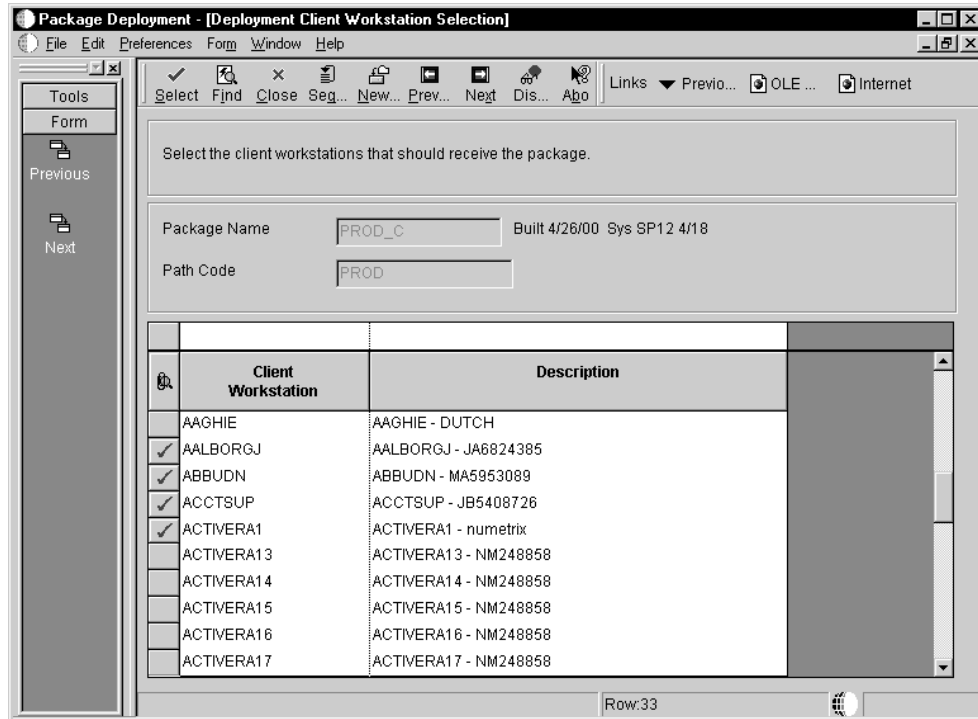 Package Deployment - [Deployment Client Workstation Selection]
File Edit Preferences Form Window Help
Select Find Close Seq... New... Prev... Next Dis... Abo Links Previo... OLE ... Internet
Tools
Form
Previous
Next
Select the client workstations that should receive the package.
Package Name PROD_C Built 4/26/00 Sys SP12 4/18
Path Code PROD
Client Workstation Description
AAGHIE AAGHIE - DUTCH
AALBORGJ AALBORGJ - JA6824385
ABBUDN ABBUDN - MA5953089
ACCTSUP ACCTSUP - JB5408726
ACTIVERA1 ACTIVERA1 - numetrix
ACTIVERA13 ACTIVERA13 - NM248858
ACTIVERA14 ACTIVERA14 - NM248858
ACTIVERA15 ACTIVERA15 - NM248858
ACTIVERA16 ACTIVERA16 - NM248858
ACTIVERA17 ACTIVERA17 - NM248858
Row:33